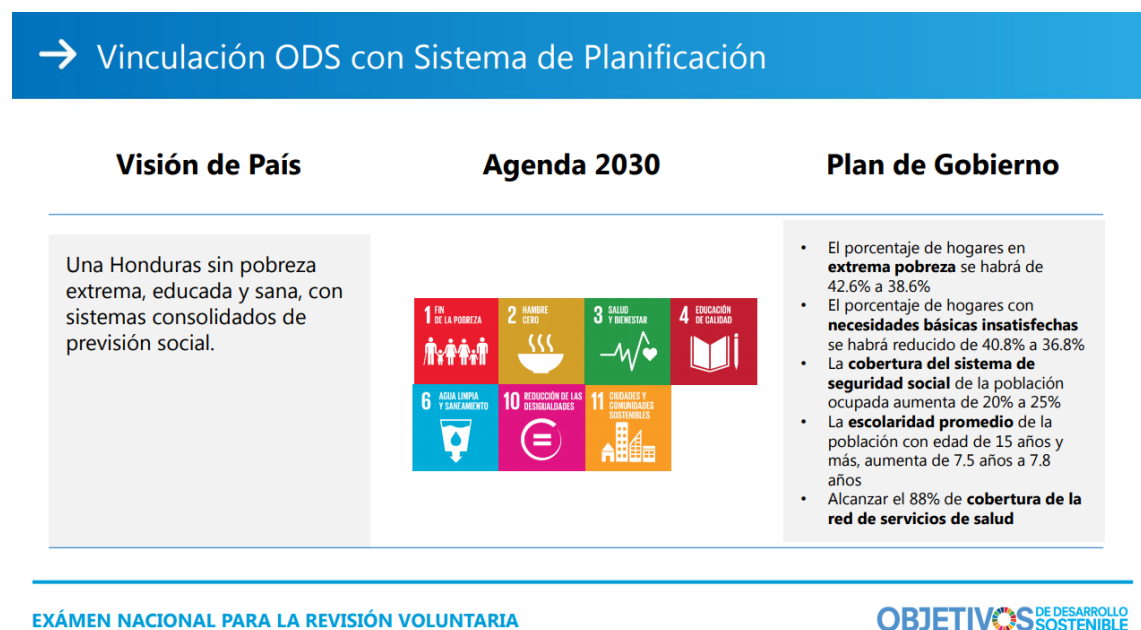 Vinculación ODS con Sistema de Planificación
Visión de País
Agenda 2030
Plan de Gobierno
Una Honduras sin pobreza
extrema, educada y sana, con
sistemas consolidados de
previsión social.
1 FIN
DE LA POBREZA
2 HAMBRE
CERO
3 SALUD
Y BIENESTAR
4 EDUCACIÓN
DE CALIDAD
6 AGUA LIMPIA
Y SANEAMIENTO
10 REDUCCIÓN DE LAS
DESIGUALDADES
11 CIUDADES Y
COMUNIDADES
SOSTENIBLES
• El porcentaje de hogares en
extrema pobreza se habrá de
42.6% a 38.6%
• El porcentaje de hogares con
necesidades básicas insatisfechas
se habrá reducido de 40.8% a 36.8%
• La cobertura del sistema de
seguridad social de la población
ocupada aumenta de 20% a 25%
• La escolaridad promedio de la
población con edad de 15 años y
más, aumenta de 7.5 años a 7.8
años
• Alcanzar el 88% de cobertura de la
red de servicios de salud
EXÁMEN NACIONAL PARA LA REVISIÓN VOLUNTARIA
OBJETIVOS DE DESARROLLO
SOSTENIBLE